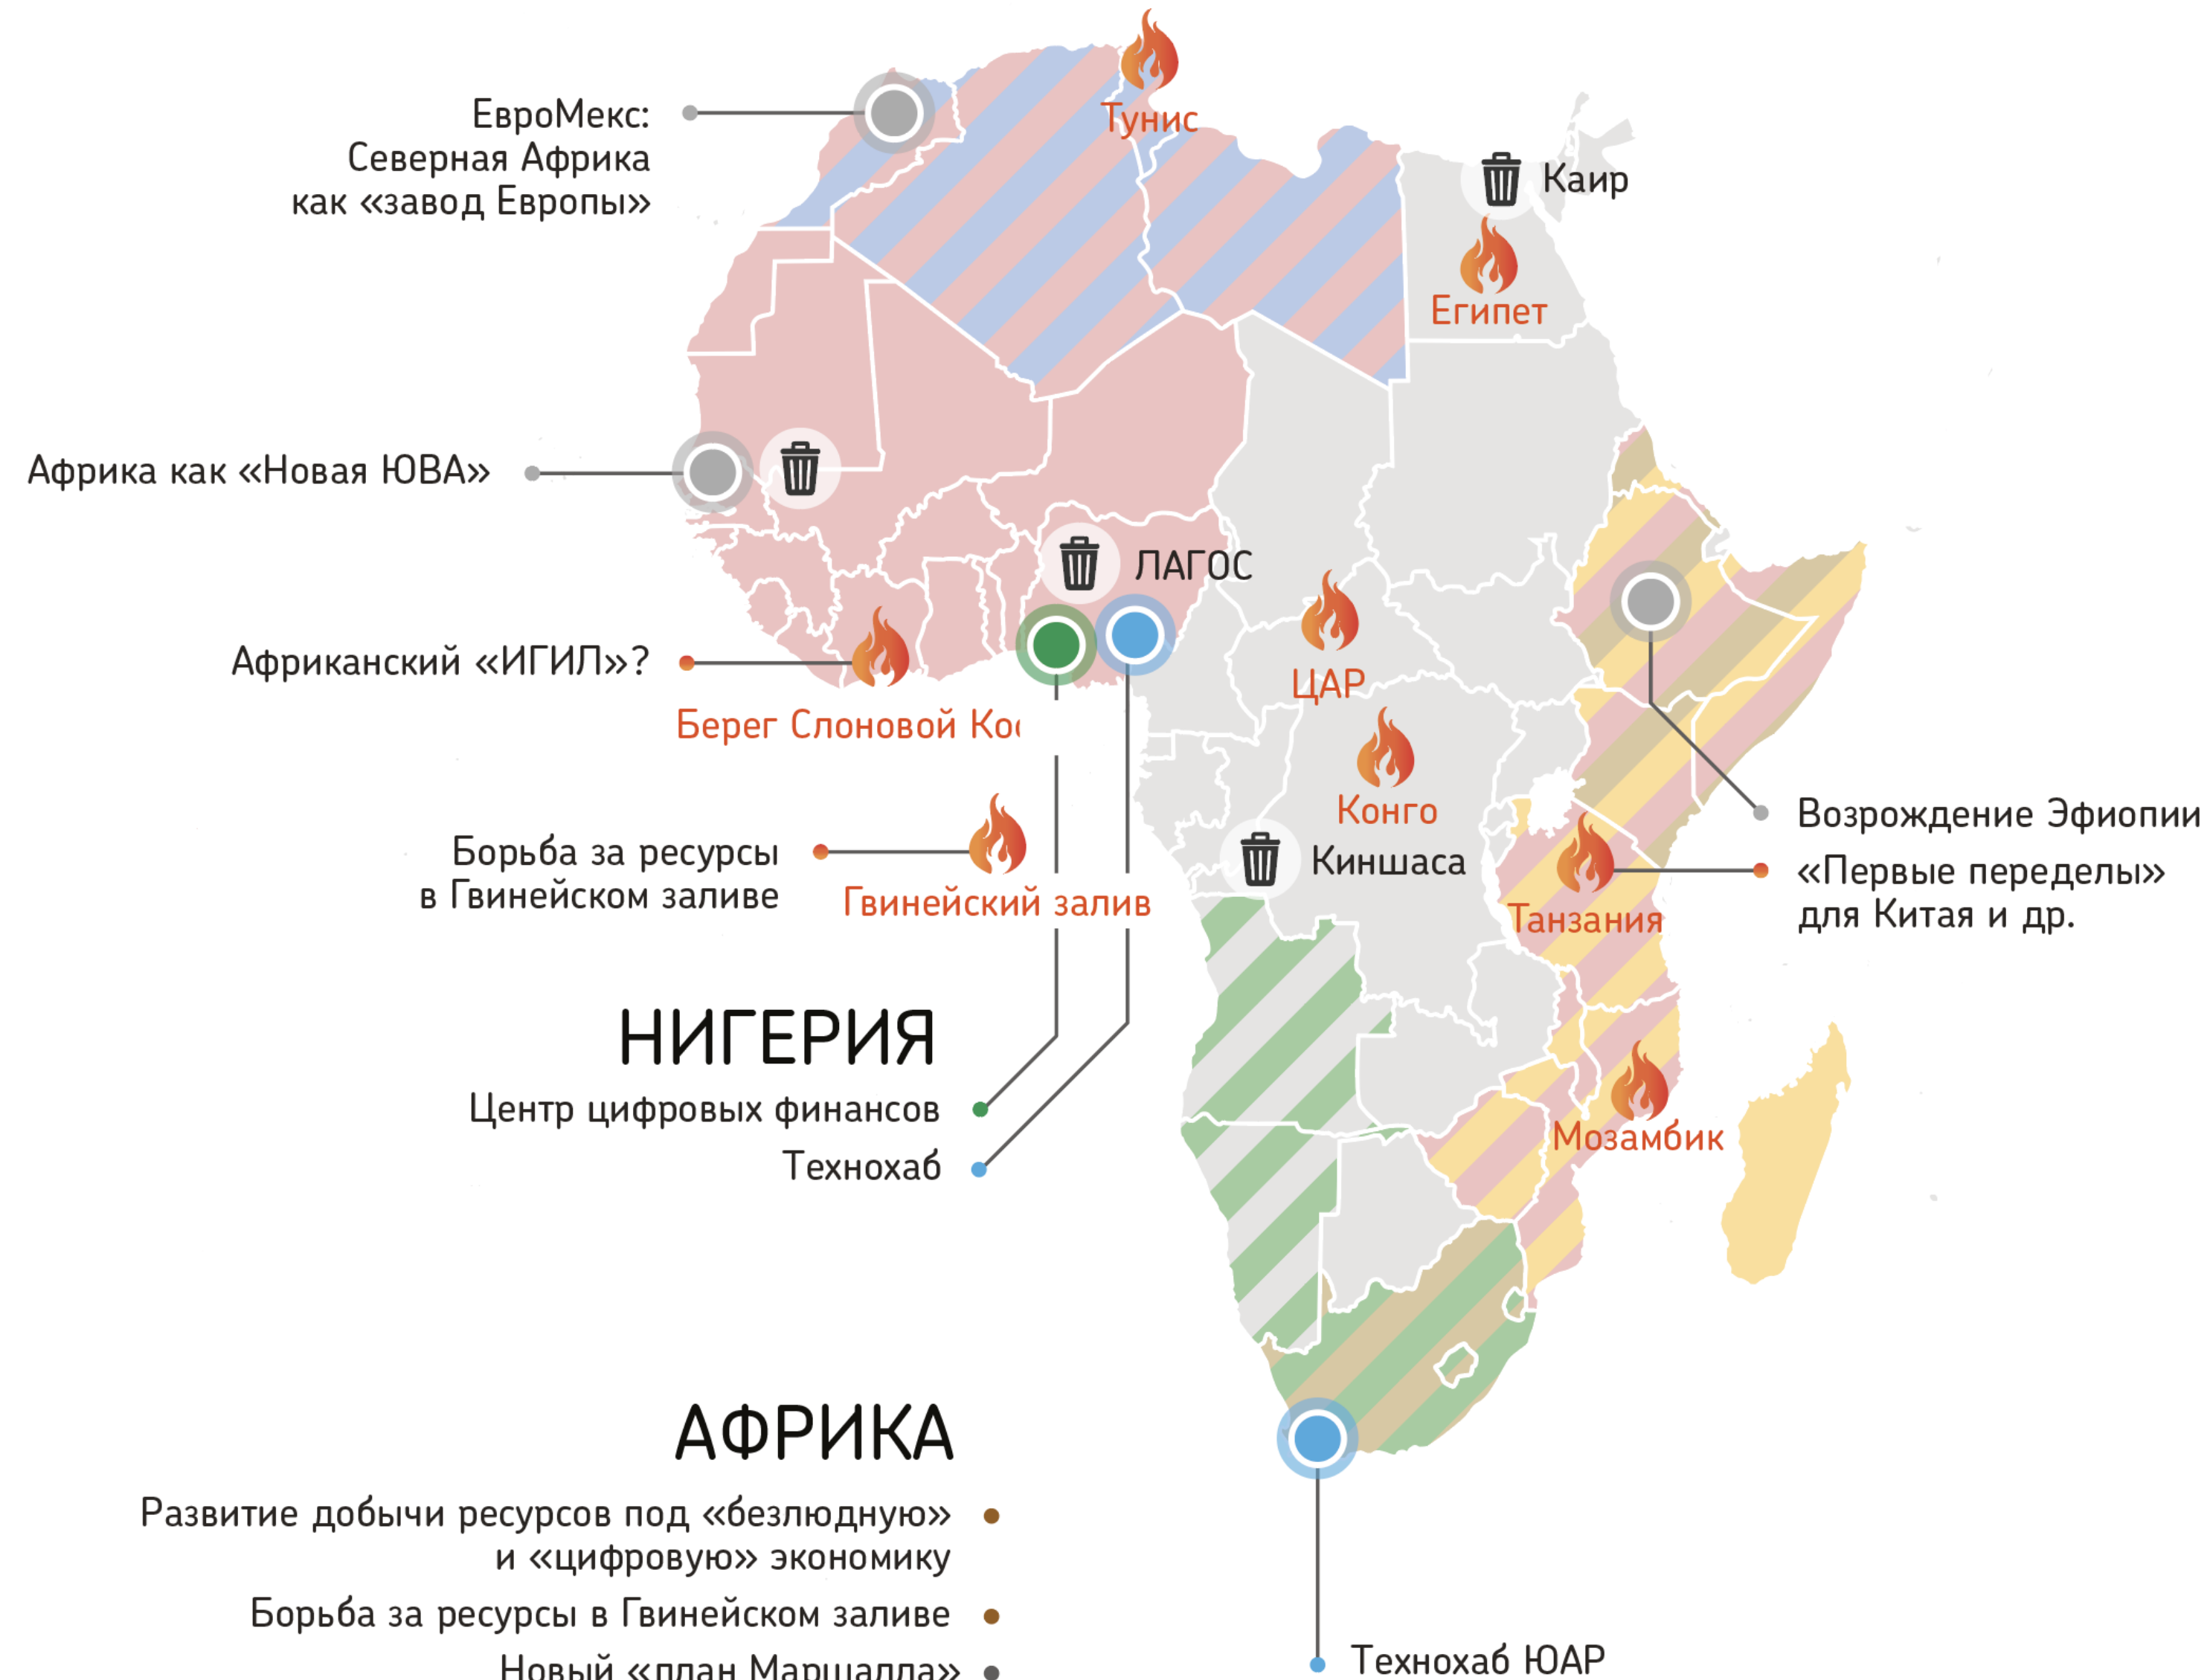 Тунис
ЕвроМекс:
Северная Африка
как «завод Европы»
Каир
Египет
Африка как «Новая ЮВА»
ЛАГОС
Африканский «ИГИЛ»?
ЦАР
Берег Слоновой
Конго
Возрождение Эфиопии
Борьба за ресурсы
в Гвинейском заливе
Киншаса
«Первые переделы»
для Китая и др.
Гвинейский залив
Танзания
НИГЕРИЯ
Центр цифровых финансов
Технохаб
Мозамбик
АФРИКА
Развитие добычи ресурсов под «безлюдную»
и «цифровую» экономику
Борьба за ресурсы в Гвинейском заливе
Новый «план Маршалла»
Технохаб ЮАР